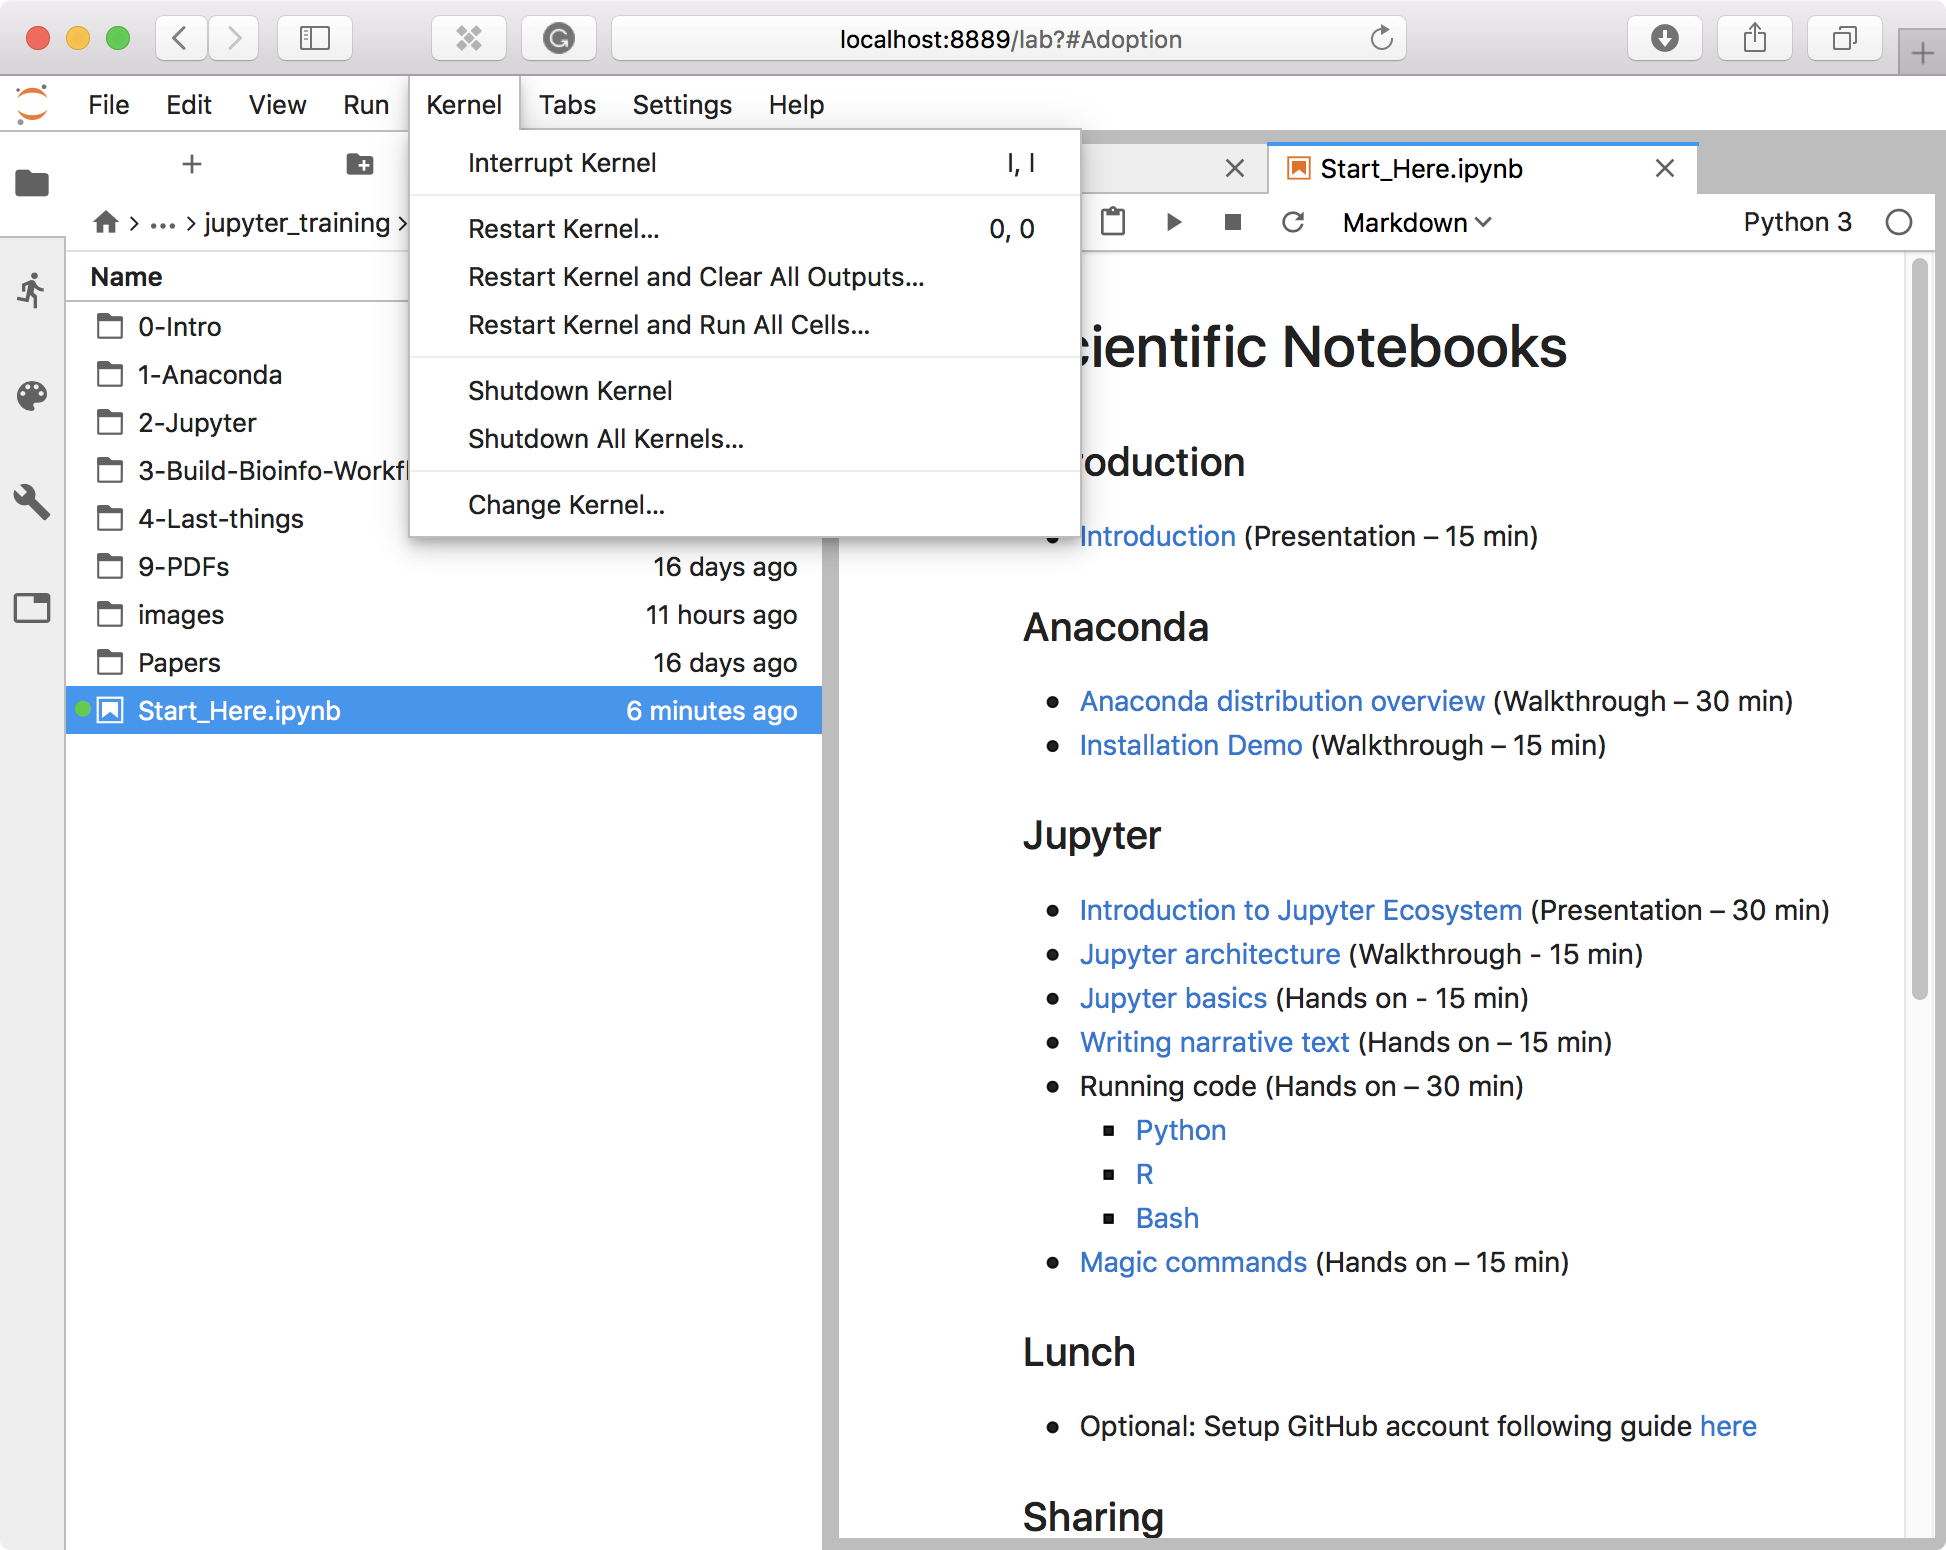 localhost:8889/lab?#Adoption
File Edit View Run Kernel Tabs Settings Help
Interrupt Kernel I, I
Restart Kernel... 0, 0
Restart Kernel and Clear All Outputs...
Restart Kernel and Run All Cells...
Shutdown Kernel
Shutdown All Kernels...
Change Kernel...
... jupyter_training
Name
0-Intro
1-Anaconda
2-Jupyter
3-Build-Bioinfo-Workfl
4-Last-things
9-PDFs 16 days ago
images 11 hours ago
Papers 16 days ago
Start_Here.ipynb 6 minutes ago
Start_Here.ipynb
Markdown Python 3
cientific Notebooks
oduction
Introduction (Presentation – 15 min)
Anaconda
Anaconda distribution overview (Walkthrough – 30 min)
Installation Demo (Walkthrough – 15 min)
Jupyter
Introduction to Jupyter Ecosystem (Presentation – 30 min)
Jupyter architecture (Walkthrough - 15 min)
Jupyter basics (Hands on - 15 min)
Writing narrative text (Hands on – 15 min)
Running code (Hands on – 30 min)
Python
R
Bash
Magic commands (Hands on – 15 min)
Lunch
Optional: Setup GitHub account following guide here
Sharing